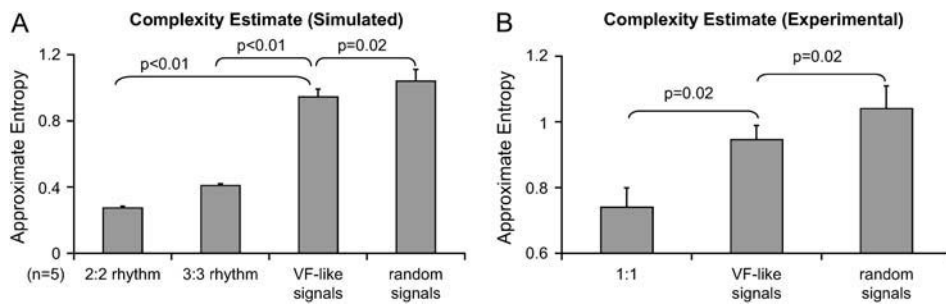 A
Complexity Estimate (Simulated)
p<0.01
p=0.02
p<0.01
1.2
0.8
0.4
0
Approximate Entropy
(n=5)
2:2 rhythm
3:3 rhythm
VF-like
signals
random
signals
B
Complexity Estimate (Experimental)
p=0.02
p=0.02
1.2
1
0.8
0.6
Approximate Entropy
1:1
VF-like
signals
random
signals